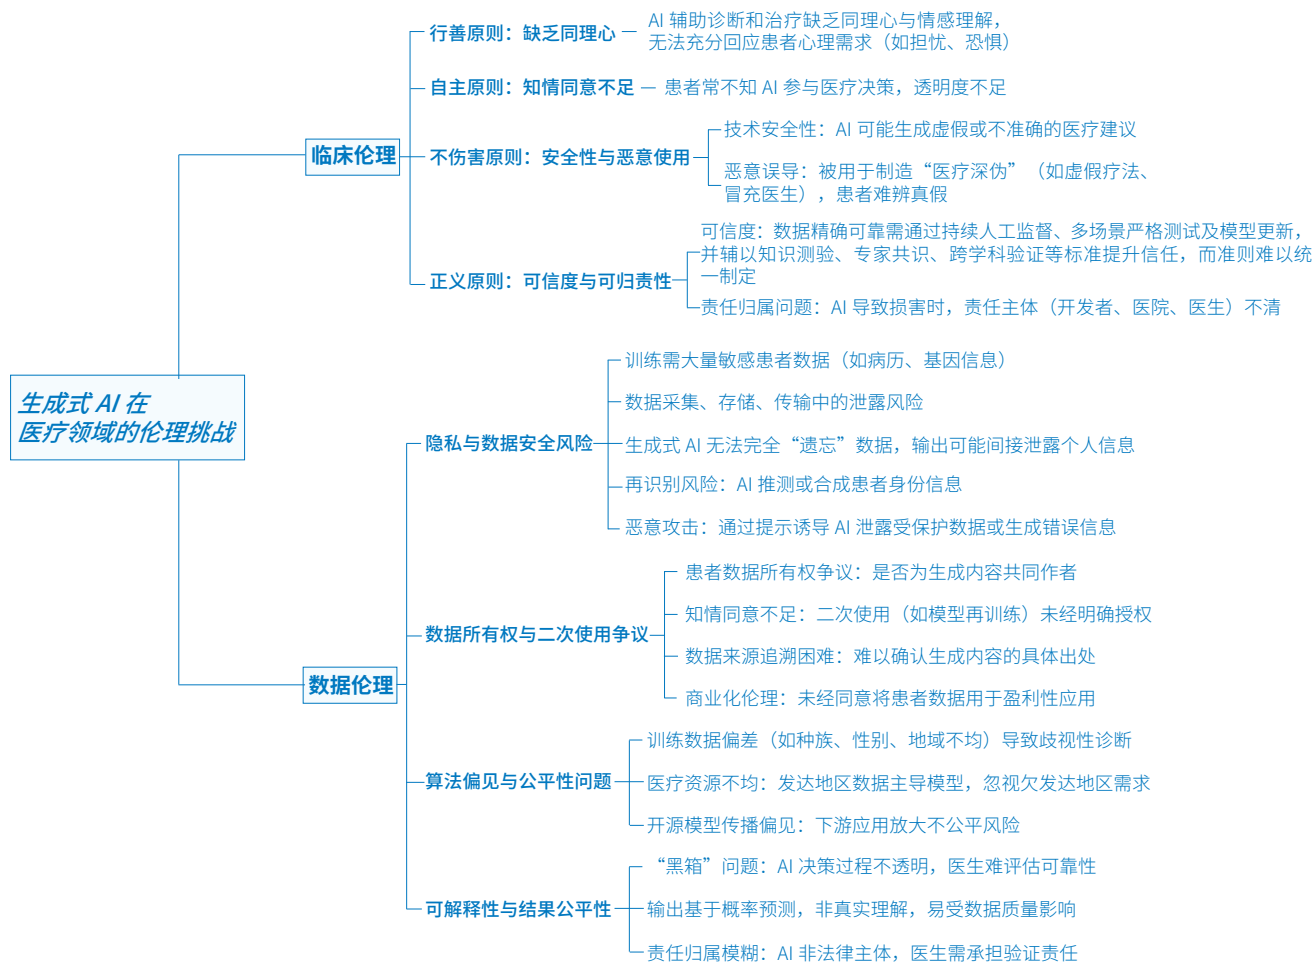 生成式 AI 在
医疗领域的伦理挑战
临床伦理
行善原则：缺乏同理心
AI 辅助诊断和治疗缺乏同理心与情感理解，
无法充分回应患者心理需求（如担忧、恐惧）
自主原则：知情同意不足
患者常不知 AI 参与医疗决策，透明度不足
不伤害原则：安全性与恶意使用
技术安全性：AI 可能生成虚假或不准确的医疗建议
恶意误导：被用于制造“医疗深伪”（如虚假疗法、
冒充医生），患者难辨真假
正义原则：可信度与可归责性
可信度：数据精确可靠需通过持续人工监督、多场景严格测试及模型更新，
并辅以知识测验、专家共识、跨学科验证等标准提升信任，而准则难以统
一制定
责任归属问题：AI 导致损害时，责任主体（开发者、医院、医生）不清
数据伦理
隐私与数据安全风险
训练需大量敏感患者数据（如病历、基因信息）
数据采集、存储、传输中的泄露风险
生成式 AI 无法完全“遗忘”数据，输出可能间接泄露个人信息
再识别风险：AI 推测或合成患者身份信息
恶意攻击：通过提示诱导 AI 泄露受保护数据或生成错误信息
数据所有权与二次使用争议
患者数据所有权争议：是否为生成内容共同作者
知情同意不足：二次使用（如模型再训练）未经明确授权
数据来源追溯困难：难以确认生成内容的具体出处
商业化伦理：未经同意将患者数据用于盈利性应用
算法偏见与公平性问题
训练数据偏差（如种族、性别、地域不均）导致歧视性诊断
医疗资源不均：发达地区数据主导模型，忽视欠发达地区需求
开源模型传播偏见：下游应用放大不公平风险
可解释性与结果公平性
“黑箱”问题：AI 决策过程不透明，医生难评估可靠性
输出基于概率预测，非真实理解，易受数据质量影响
责任归属模糊：AI 非法律主体，医生需承担验证责任